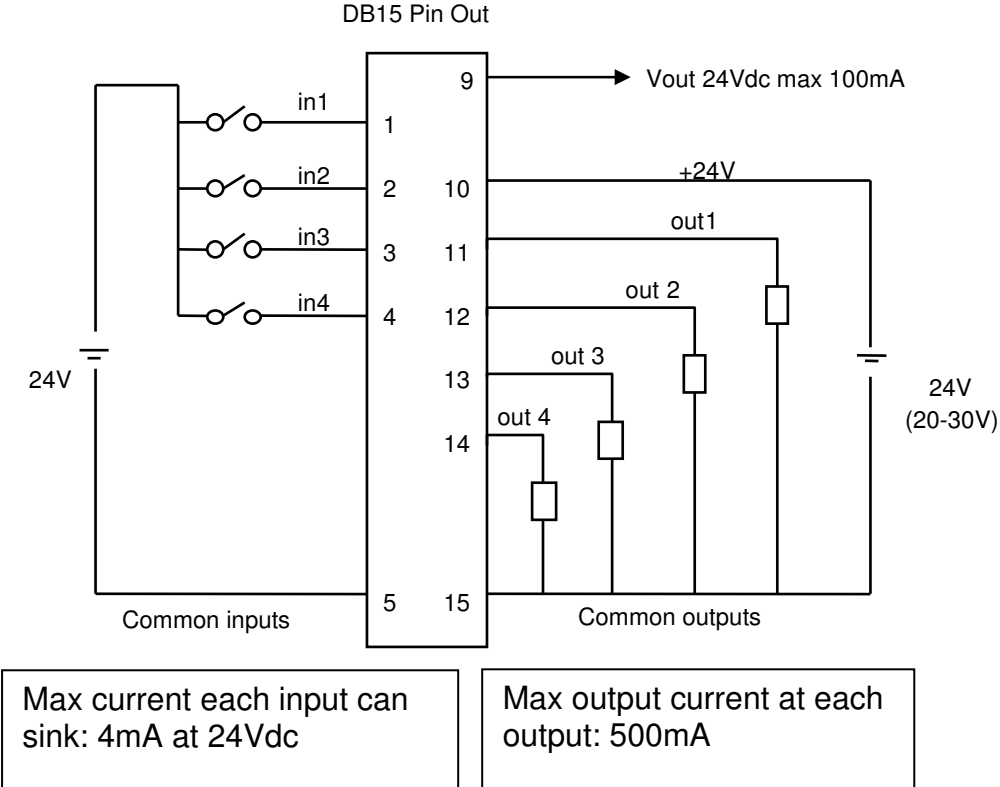 DB15 Pin Out
9
Vout 24Vdc max 100mA
in1
1
in2
2
10
+24V
in3
3
11
out1
in4
4
12
out 2
24V
13
out 3
24V
(20-30V)
14
out 4
5
15
Common inputs
Common outputs
Max current each input can
sink: 4mA at 24Vdc
Max output current at each
output: 500mA